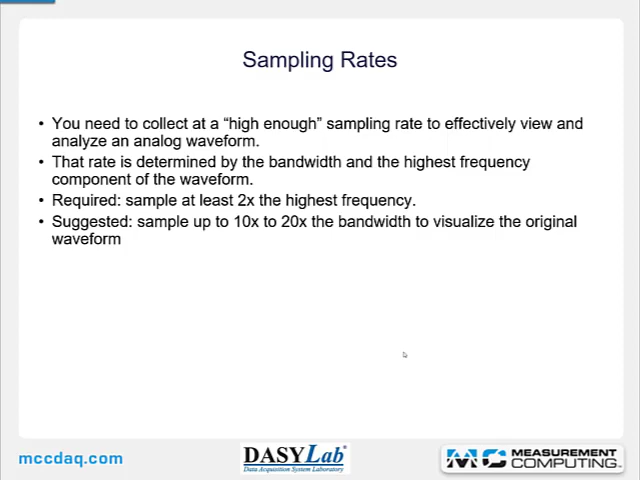 Sampling Rates
• You need to collect at a “high enough” sampling rate to effectively view and
analyze an analog waveform.
• That rate is determined by the bandwidth and the highest frequency
component of the waveform.
• Required: sample at least 2x the highest frequency.
• Suggested: sample up to 10x to 20x the bandwidth to visualize the original
waveform
mccdaq.com
DASYLab®
Data Acquisition System Laboratory
MC MEASUREMENT
COMPUTING™